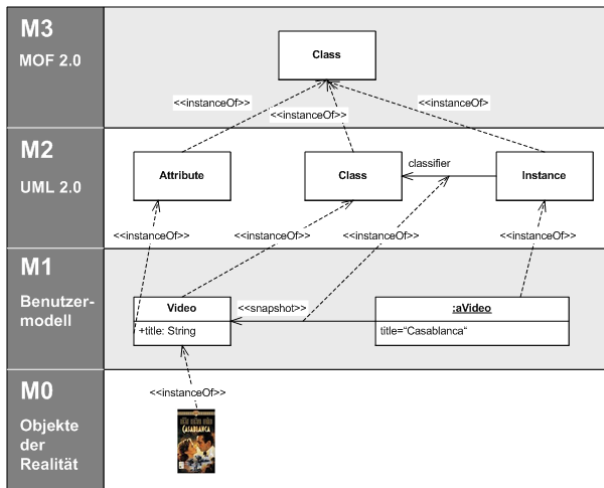 M3
MOF 2.0
Class
<<instanceOf>>
<<instanceOf>>
<<instanceOf>
M2
UML 2.0
Attribute
Class
classifier
Instance
<<instanceOf>>
<<instanceOf>>
<<instanceOf>>
<<instanceOf>>
M1
Benutzer-
modell
Video
+title: String
<<snapshot>>
:aVideo
title="Casablanca"
M0
Objekte
der
Realität
<<instanceOf>>
CASABLANCA